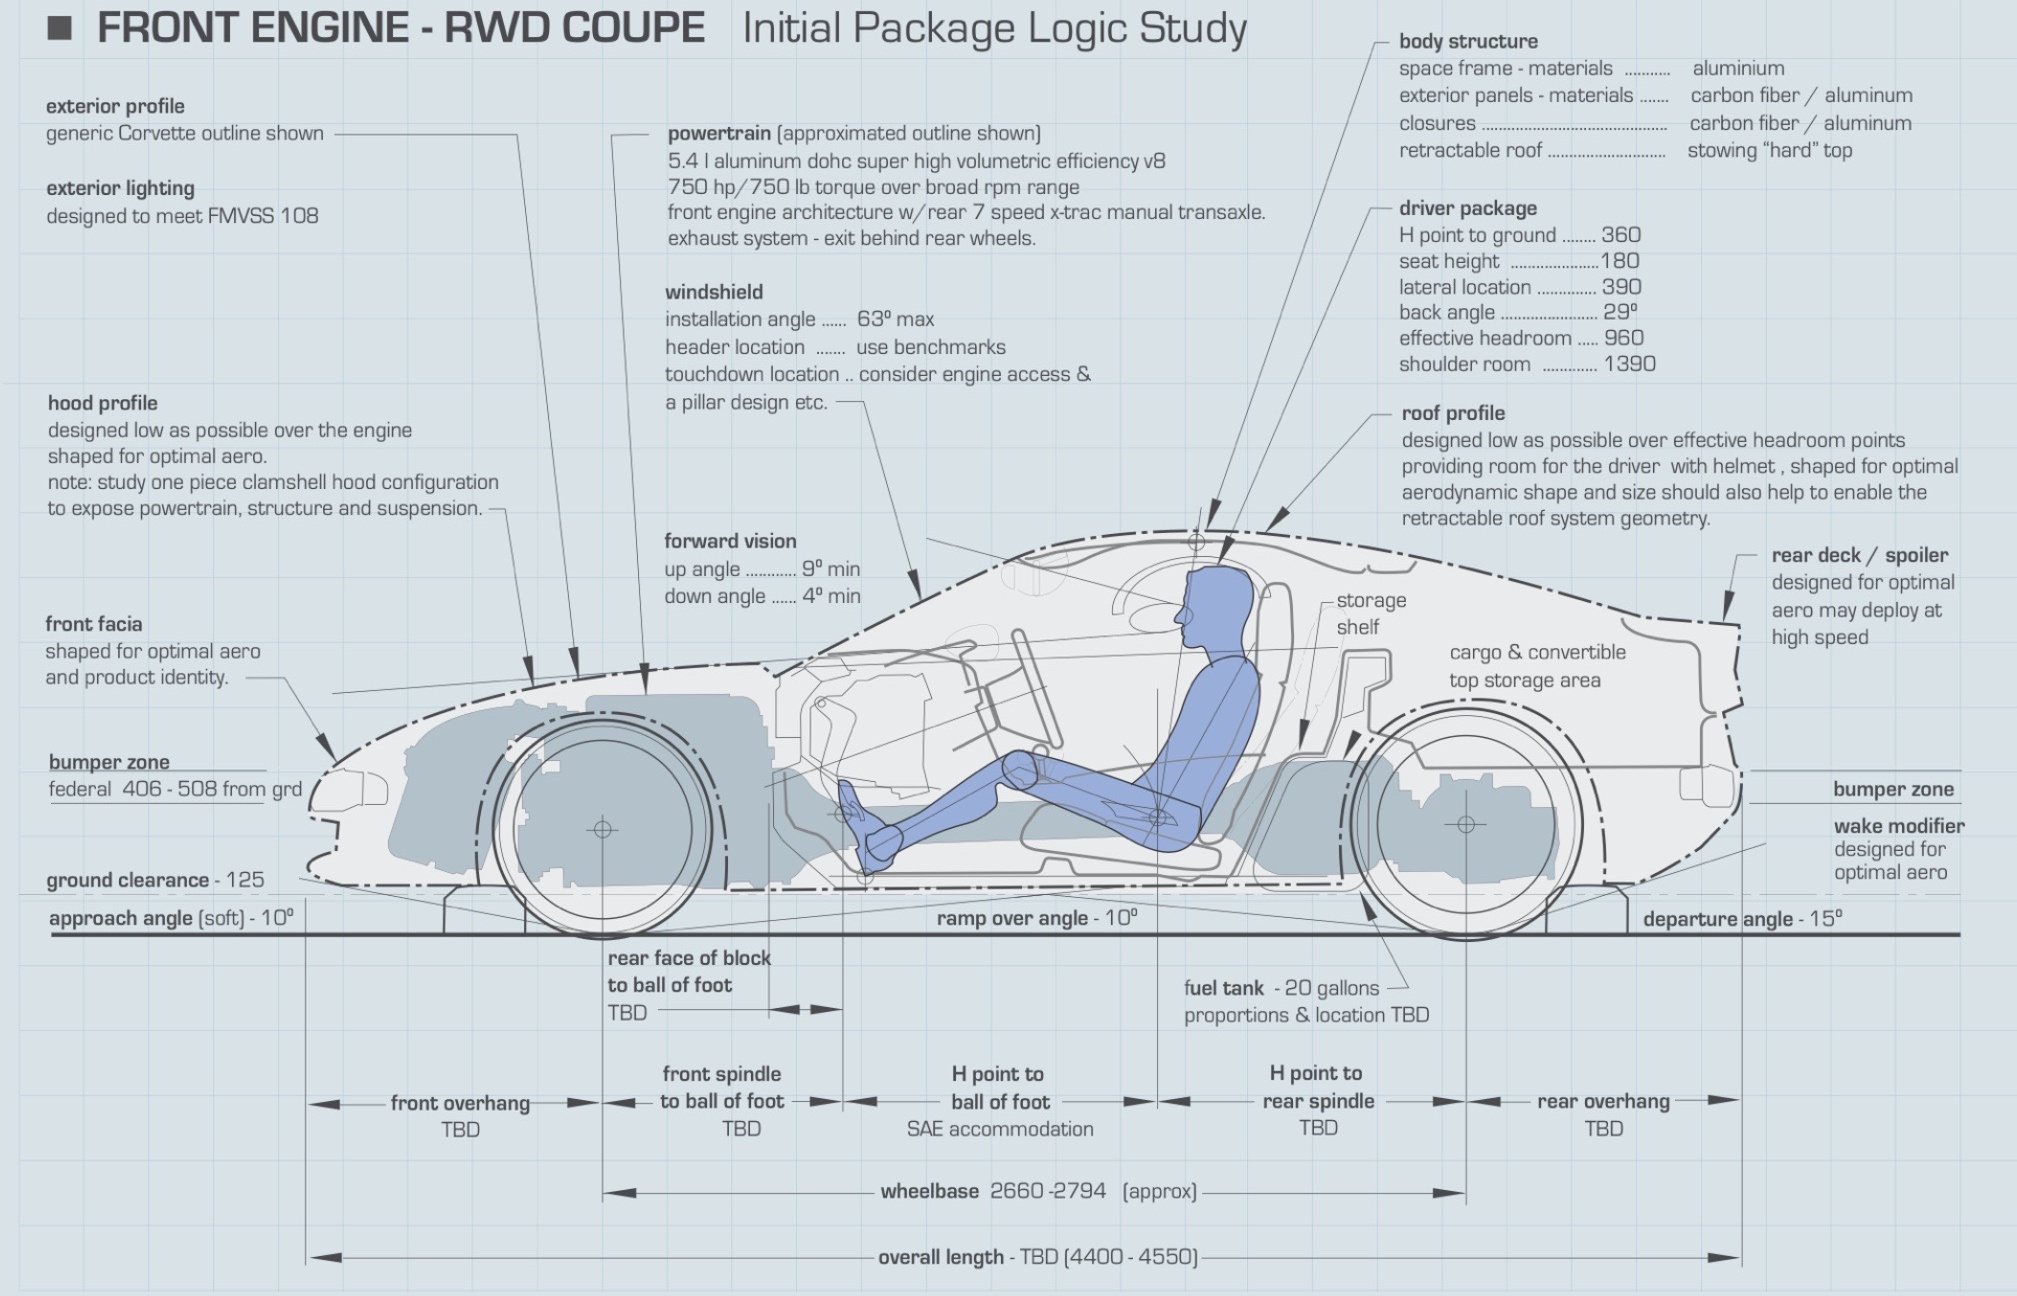 FRONT ENGINE - RWD COUPE Initial Package Logic Study
exterior profile
generic Corvette outline shown
exterior lighting
designed to meet FMVSS 108
powertrain (approximated outline shown)
5.4 l aluminum dohc super high volumetric efficiency v8
750 hp/750 lb torque over broad rpm range
front engine architecture w/rear 7 speed x-trac manual transaxle.
exhaust system - exit behind rear wheels.
body structure
space frame - materials ........... aluminium
exterior panels - materials ....... carbon fiber / aluminum
closures ............................................ carbon fiber / aluminum
retractable roof ............................ stowing “hard” top
driver package
H point to ground ........ 360
seat height .....................180
lateral location .............. 390
back angle ....................... 29º
effective headroom ..... 960
shoulder room ............. 1390
windshield
installation angle ...... 63º max
header location ....... use benchmarks
touchdown location .. consider engine access &
a pillar design etc.
hood profile
designed low as possible over the engine
shaped for optimal aero.
note: study one piece clamshell hood configuration
to expose powertrain, structure and suspension.
roof profile
designed low as possible over effective headroom points
providing room for the driver with helmet , shaped for optimal
aerodynamic shape and size should also help to enable the
retractable roof system geometry.
forward vision
up angle ............ 9º min
down angle ...... 4º min
rear deck / spoiler
designed for optimal
aero may deploy at
high speed
storage
shelf
cargo & convertible
top storage area
front facia
shaped for optimal aero
and product identity.
bumper zone
federal 406 - 508 from grd
bumper zone
wake modifier
designed for
optimal aero
ground clearance - 125
approach angle (soft) - 10º
ramp over angle - 10º
departure angle - 15º
rear face of block
to ball of foot
TBD
fuel tank - 20 gallons
proportions & location TBD
front overhang
TBD
front spindle
to ball of foot
TBD
H point to
ball of foot
SAE accommodation
H point to
rear spindle
TBD
rear overhang
TBD
wheelbase 2660 -2794 (approx)
overall length - TBD (4400 - 4550)